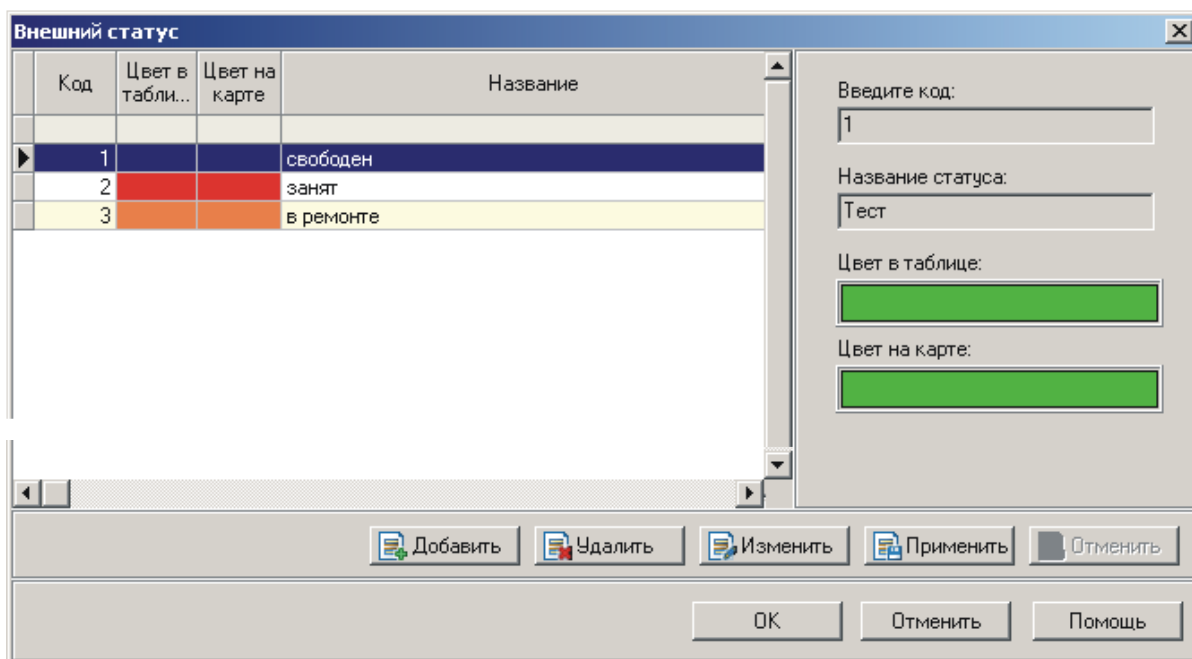 Внешний статус
Код
Цвет в табли...
Цвет на карте
Название
1 свободен
2 занят
3 в ремонте
Введите код:
1
Название статуса:
Тест
Цвет в таблице:
Цвет на карте:
Добавить Удалить Изменить Применить Отменить
OK Отменить Помощь